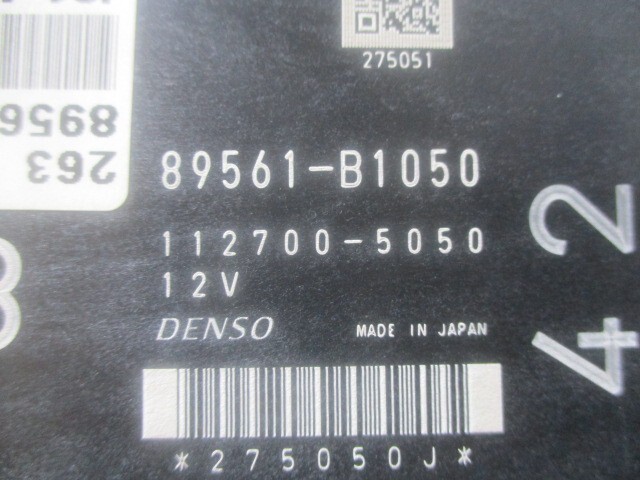 275051
8956
263
89561-B1050
112700-5050
12V
DENSO MADE IN JAPAN
*275050J*
42